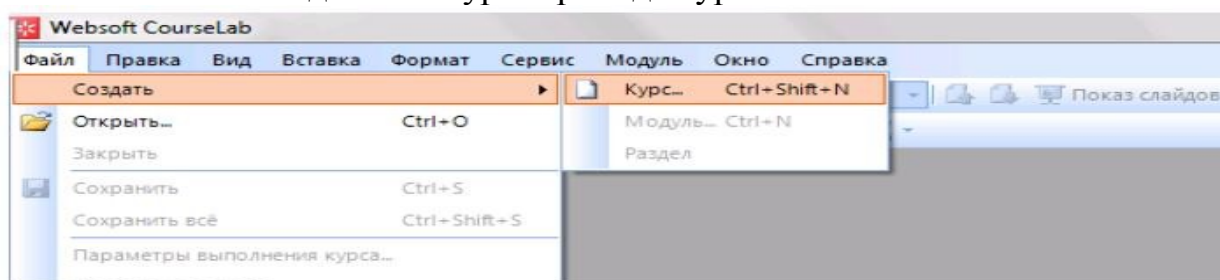 Websoft CourseLab
Файл Правка Вид Вставка Формат Сервис Модуль Окно Справка
Создать Курс... Ctrl+Shift+N Показ слайдов
Открыть... Ctrl+O Модуль... Ctrl+N
Закрыть Раздел
Сохранить Ctrl+S
Сохранить всё Ctrl+Shift+S
Параметры выполнения курса...